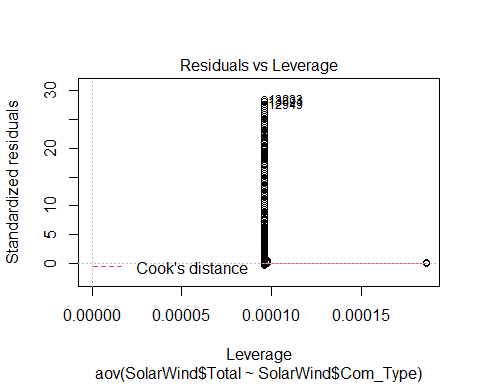 Residuals vs Leverage
Standardized residuals
30
20
10
5
0
12949
Cook's distance
0.00000
0.00005
0.00010
0.00015
Leverage
aov(SolarWind$Total ~ SolarWind$Com_Type)